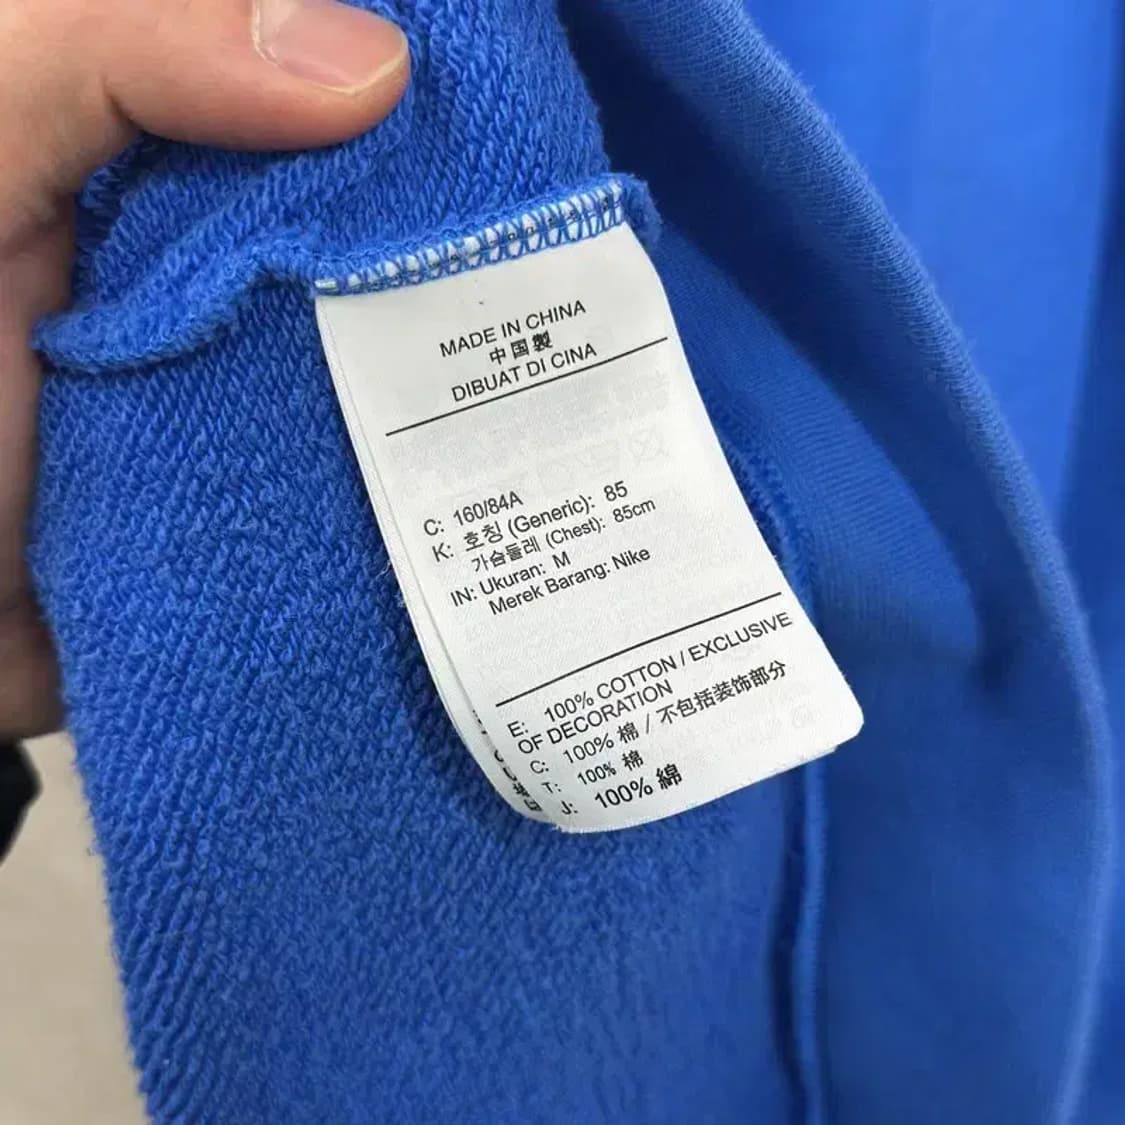 MADE IN CHINA
中国製
DIBUAT DI CINA
C: 160/84A
K: 호칭 (Generic): 85
가슴둘레 (Chest): 85cm
IN: Ukuran: M
Merek Barang: Nike
E: 100% COTTON / EXCLUSIVE
OF DECORATION
C: 100% 棉 / 不包括装饰部分
T: 100% 棉
J: 100% 綿